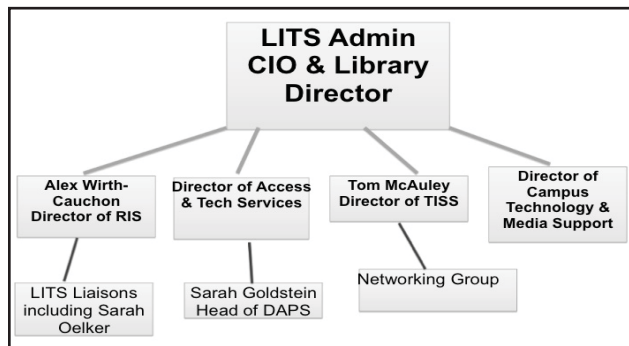 LITS Admin
CIO & Library
Director
Alex Wirth-
Cauchon
Director of RIS
Director of Access
& Tech Services
Tom McAuley
Director of TISS
Director of
Campus
Technology &
Media Support
LITS Liaisons
including Sarah
Oelker
Sarah Goldstein
Head of DAPS
Networking Group